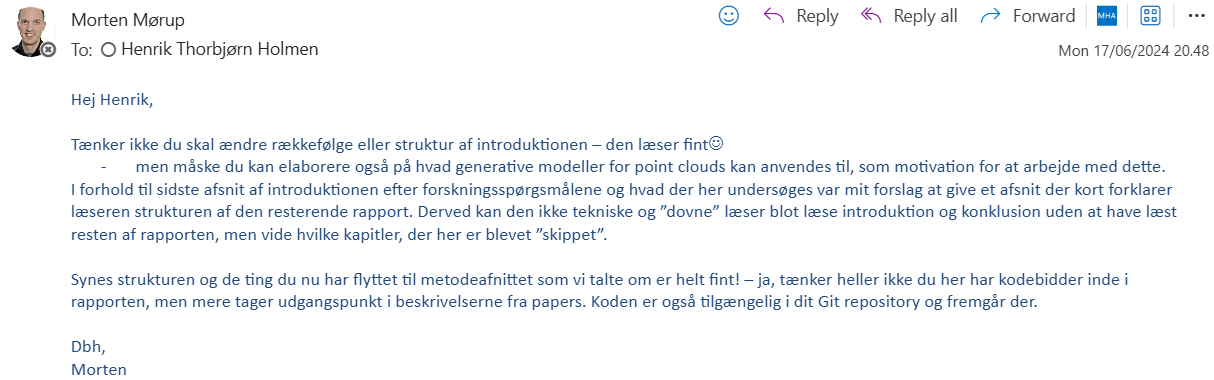 Morten Mørup
Reply
Reply all
Forward
MHA
To: Henrik Thorbjørn Holmen
Mon 17/06/2024 20.48
Hej Henrik,
Tænker ikke du skal ændre rækkefølge eller struktur af introduktionen – den læser fint☺
- men måske du kan elaborere også på hvad generative modeller for point clouds kan anvendes til, som motivation for at arbejde med dette.
I forhold til sidste afsnit af introduktionen efter forskningsspørgsmålene og hvad der her undersøges var mit forslag at give et afsnit der kort forklarer
læseren strukturen af den resterende rapport. Derved kan den ikke tekniske og ”dovne” læser blot læse introduktion og konklusion uden at have læst
resten af rapporten, men vide hvilke kapitler, der her er blevet ”skippet”.
Synes strukturen og de ting du nu har flyttet til metodeafnittet som vi talte om er helt fint! – ja, tænker heller ikke du her har kodebidder inde i
rapporten, men mere tager udgangspunkt i beskrivelserne fra papers. Koden er også tilgængelig i dit Git repository og fremgår der.
Dbh,
Morten